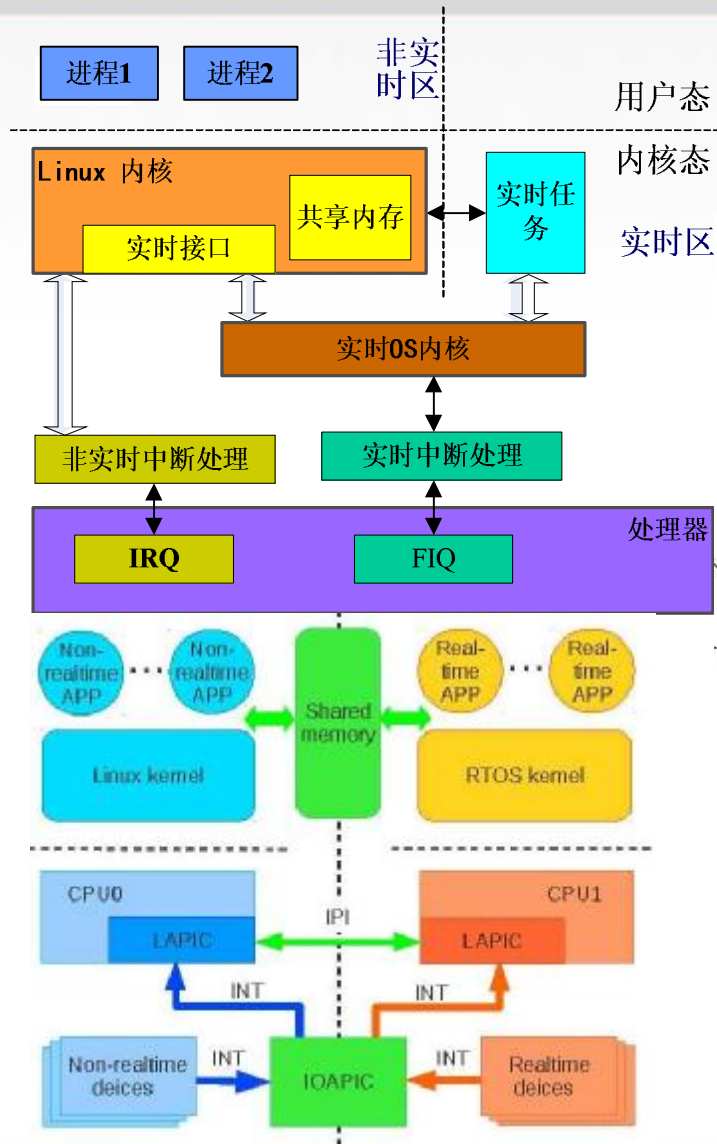 进程1
进程2
非实
时区
用户态
Linux 内核
共享内存
实时接口
实时任
务
内核态
实时区
实时OS内核
非实时中断处理
实时中断处理
处理器
IRQ
FIQ
Non-
realtime
APP
...
Non-
realtime
APP
Shared
memory
Real-
time
APP
...
Real-
time
APP
Linux kernel
RTOS kernel
CPU0
LAPIC
IPI
CPU1
LAPIC
INT
INT
Non-realtime
deices
INT
IOAPIC
INT
Realtime
deices